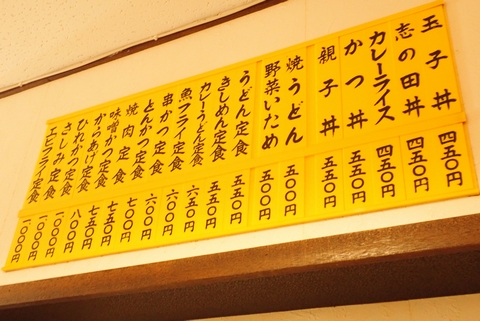 玉子丼 四五〇円
志の田丼 四五〇円
カレーライス 四五〇円
かつ丼 五五〇円
親子丼 五五〇円
焼うどん 五〇〇円
野菜いため 五〇〇円
うどん定食 五五〇円
きしめん定食 五五〇円
カレーうどん定食 六五〇円
魚フライ定食 六〇〇円
串かつ定食 六〇〇円
とんかつ定食 七〇〇円
焼肉定食 七五〇円
味噌かつ定食 七五〇円
からあげ定食 八〇〇円
ひれかつ定食 一〇〇〇円
さしみ定食 一〇〇〇円
エビフライ定食 一〇〇〇円